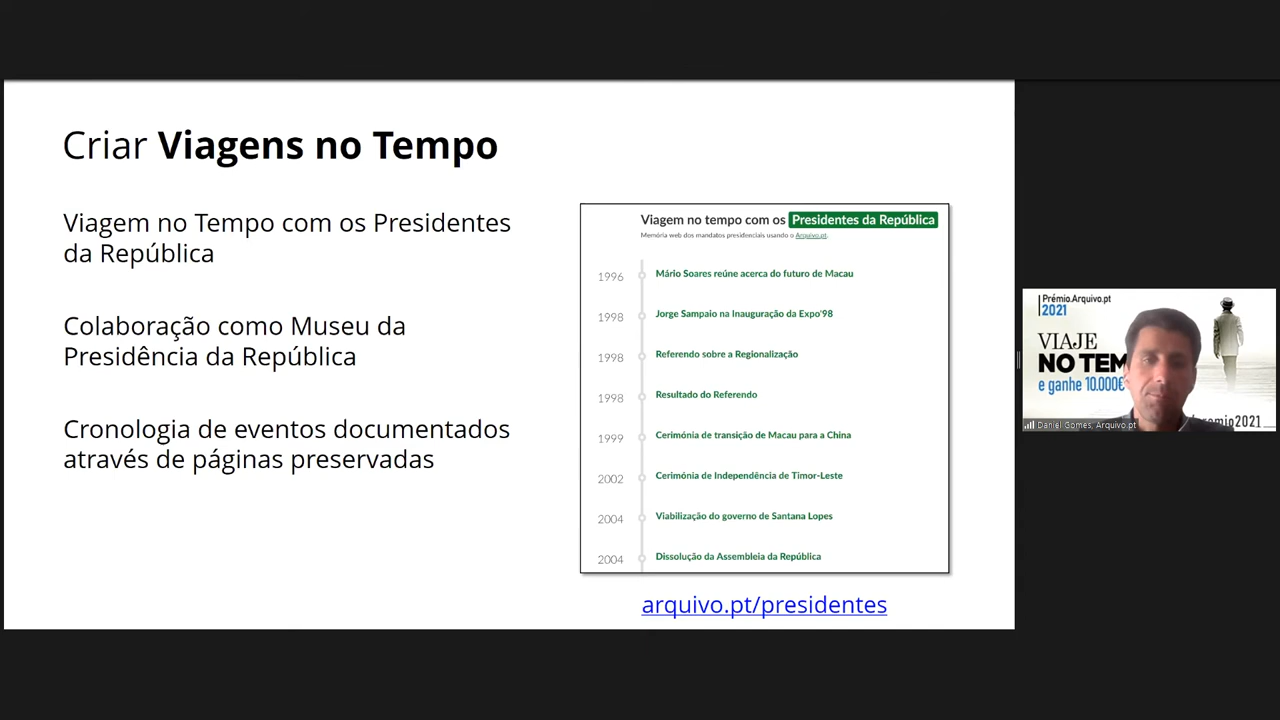 Criar Viagens no Tempo
Viagem no Tempo com os Presidentes
da República
Colaboração como Museu da
Presidência da República
Cronologia de eventos documentados
através de páginas preservadas
Viagem no tempo com os Presidentes da República
Memória web dos mandatos presidenciais usando o Arquivo.pt.
1996 Mário Soares reúne acerca do futuro de Macau
1998 Jorge Sampaio na Inauguração da Expo'98
1998 Referendo sobre a Regionalização
1998 Resultado do Referendo
1999 Cerimónia de transição de Macau para a China
2002 Cerimónia de Independência de Timor-Leste
2004 Viabilização do governo de Santana Lopes
2004 Dissolução da Assembleia da República
arquivo.pt/presidentes
Prémio.Arquivo.pt
2021
VIAJE
NO TEM
e ganhe 10.000€
premio2021
Daniel Gomes, Arquivo.pt